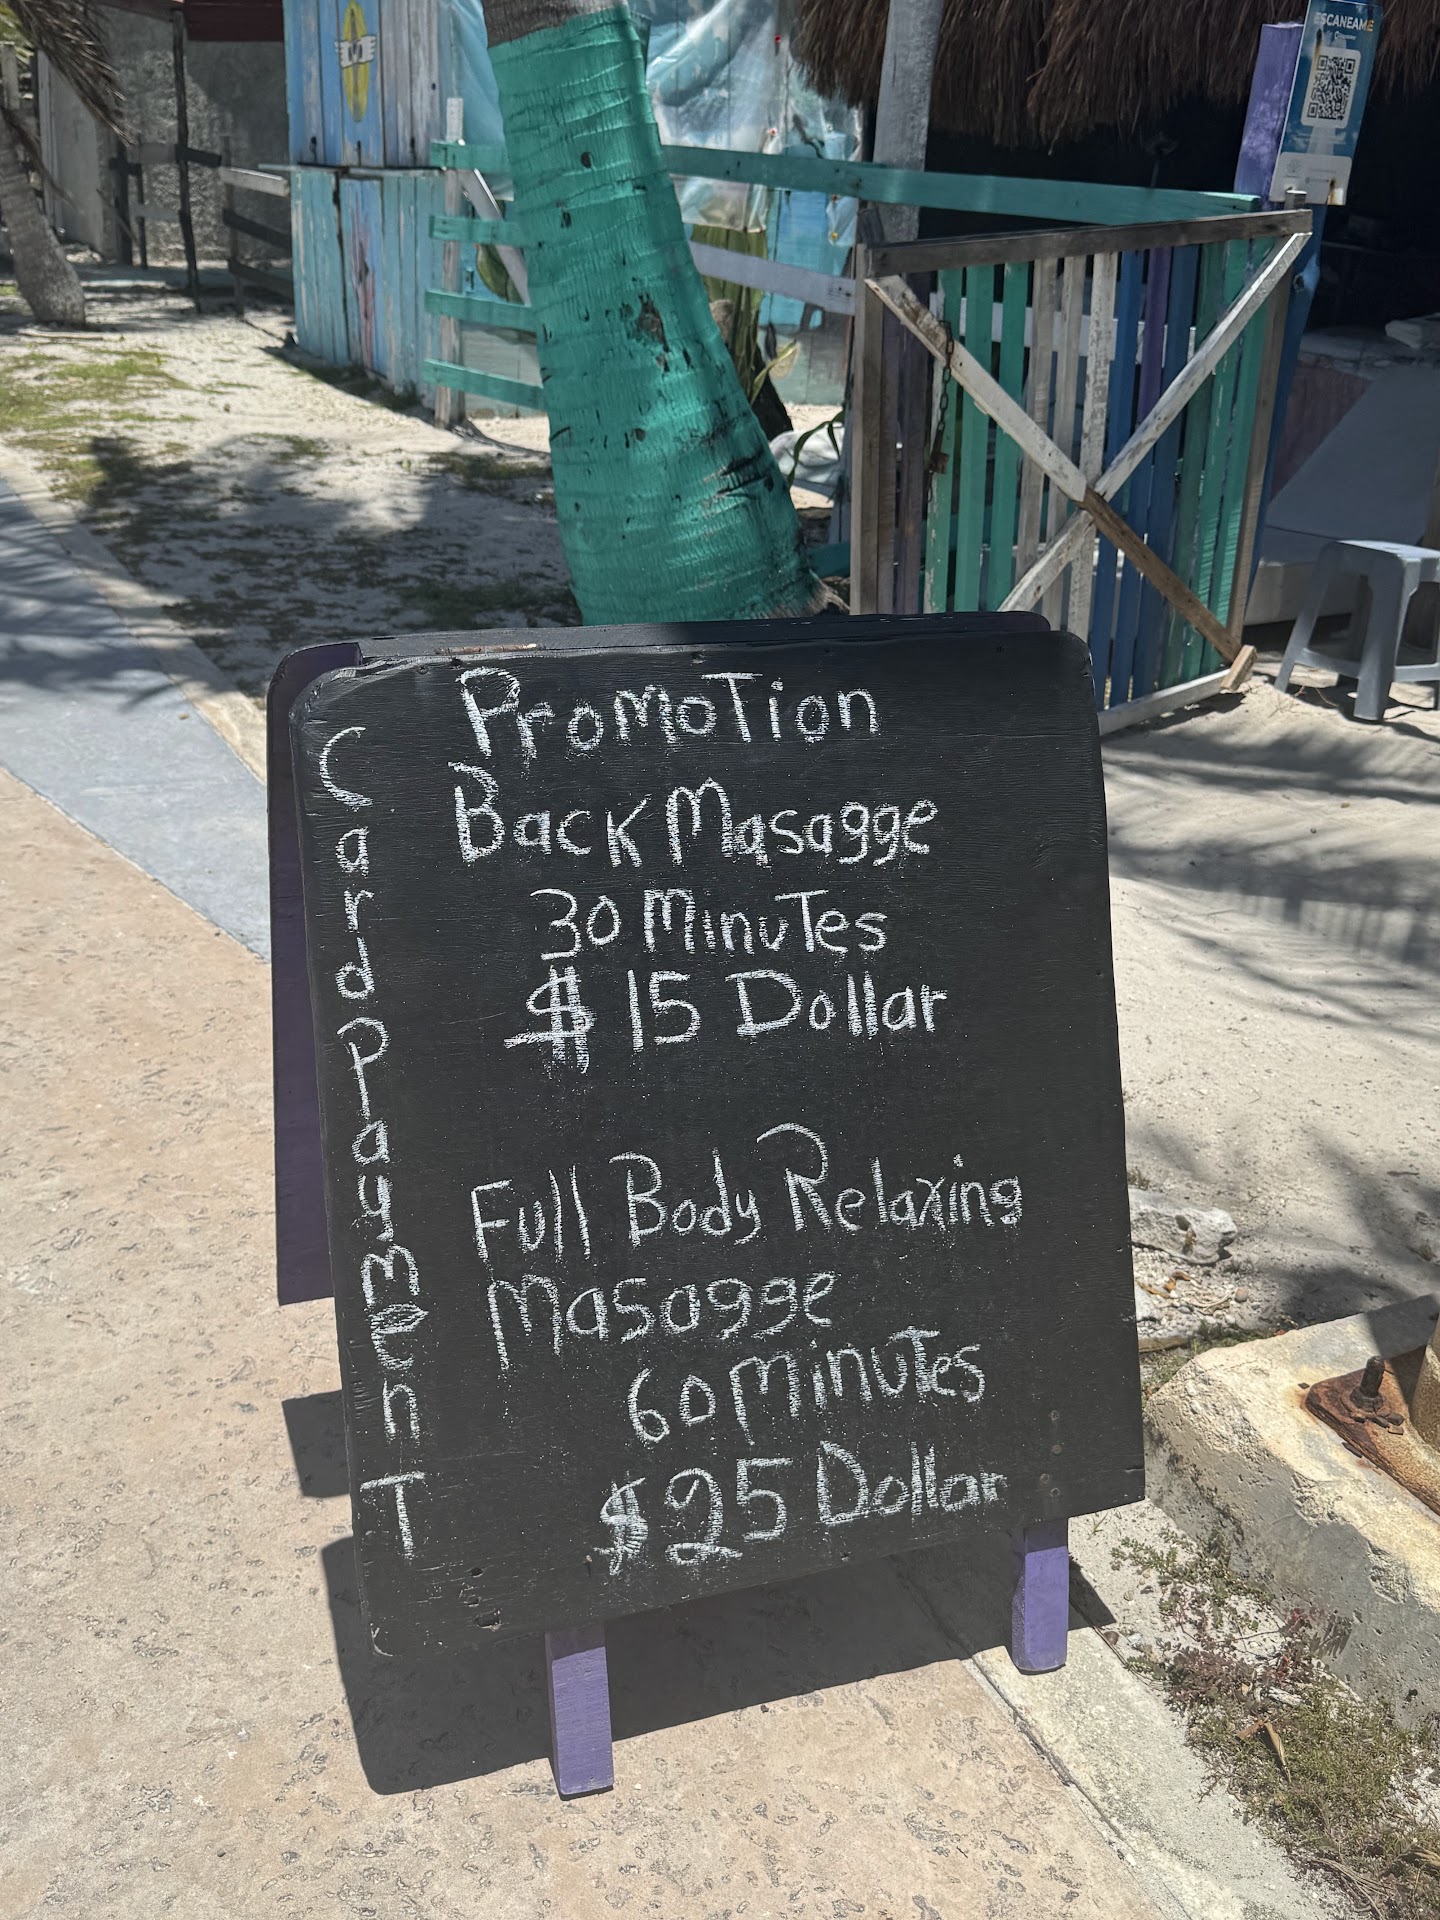 ESCANEAME
PromoTion
Back Masagge
30 MinuTes
$ 15 Dollar
Full Body Relaxing
Masagge
60 MinuTes
$25 Dollar
Card PaymenT